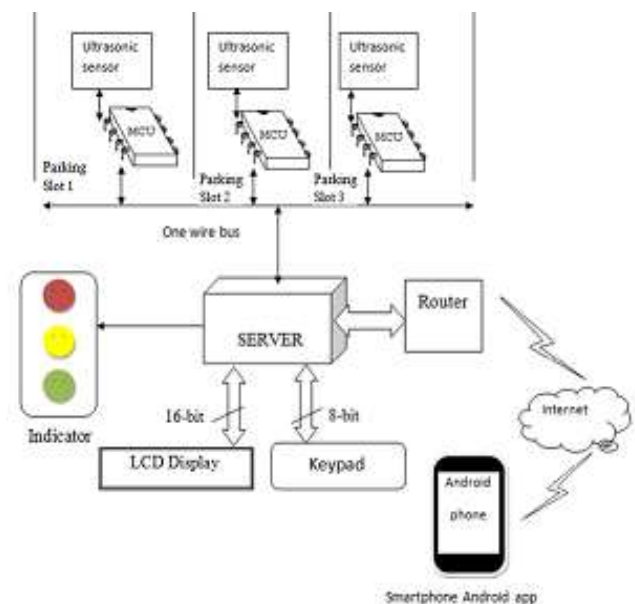 Ultrasonic
sensor
Ultrasonic
sensor
Ultrasonic
sensor
MCU
MCU
MCU
Parking
Slot 1
Parking
Slot 2
Parking
Slot 3
One wire bus
SERVER
Router
Internet
16-bit
8-bit
Indicator
LCD Display
Keypad
Android
phone
Smartphone Android app